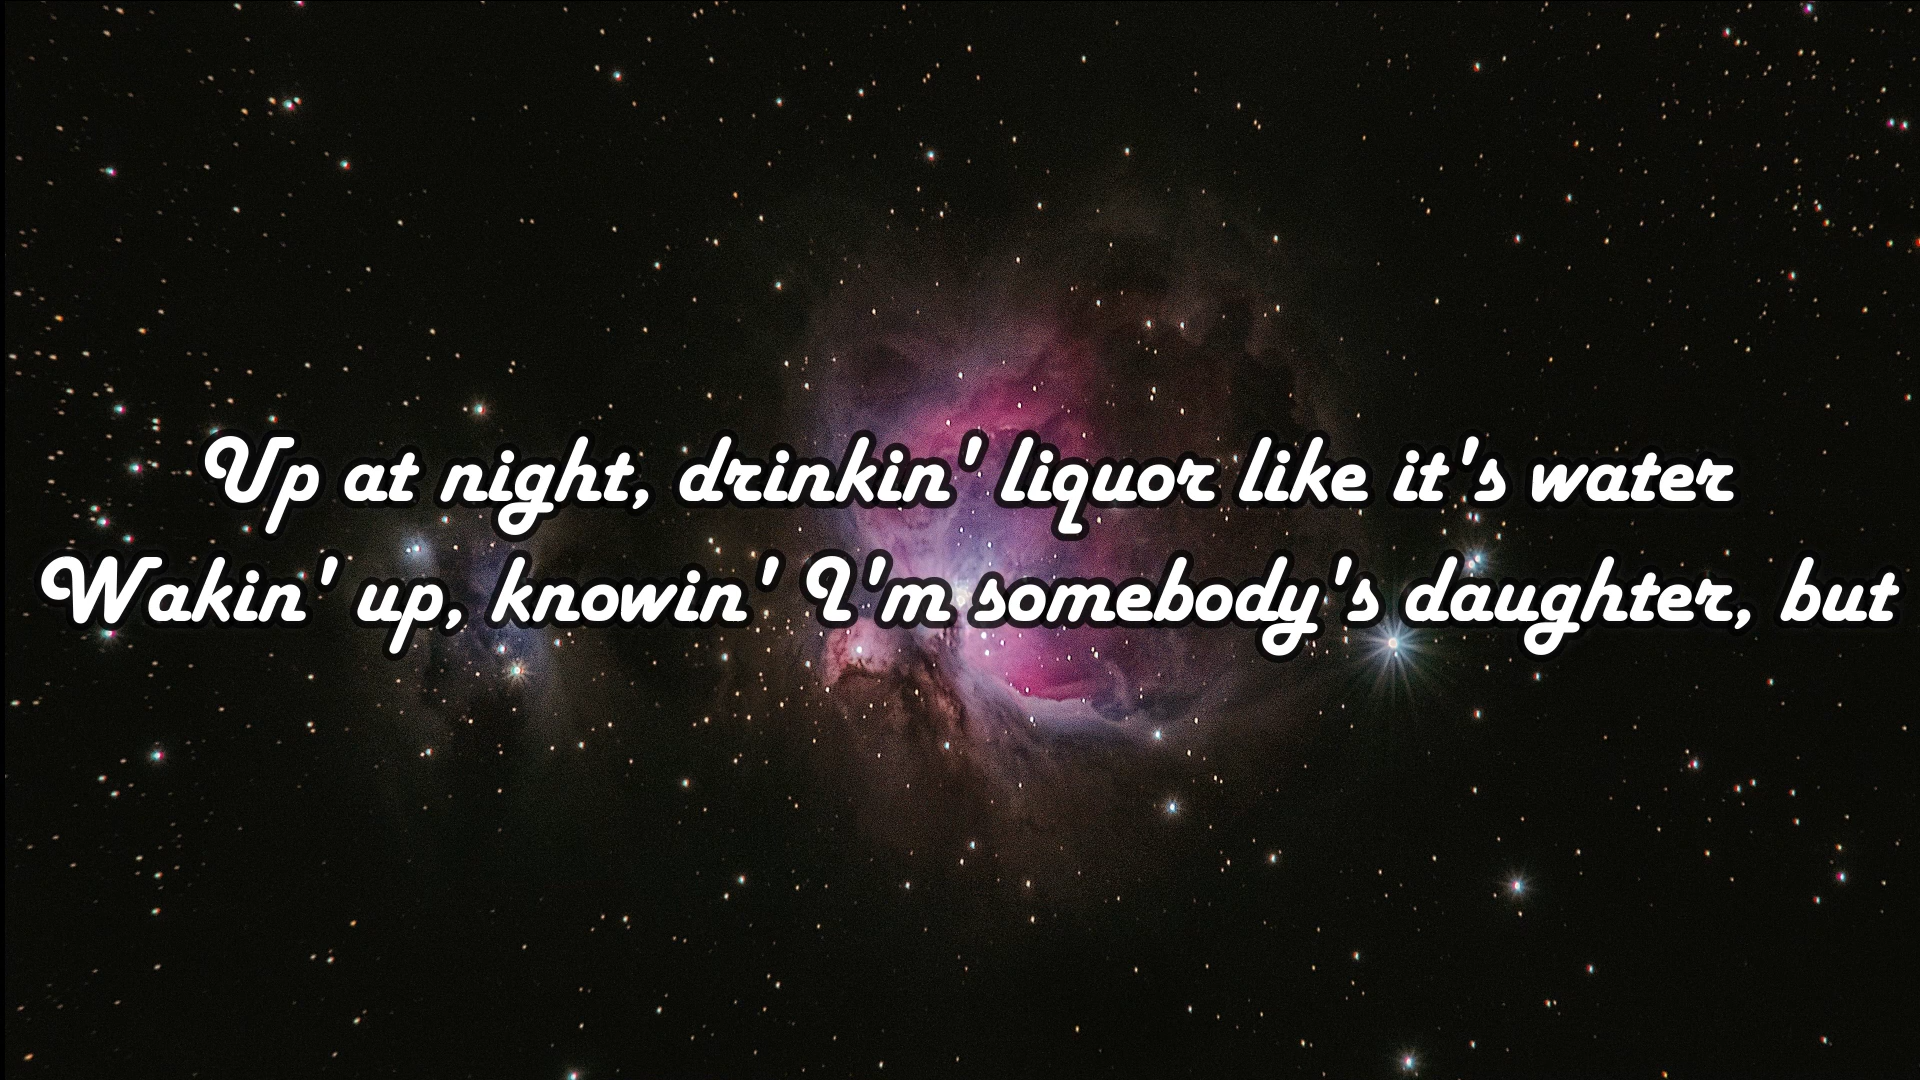 Up at night, drinkin' liquor like it's water
Wakin' up, knowin' I'm somebody's daughter, but